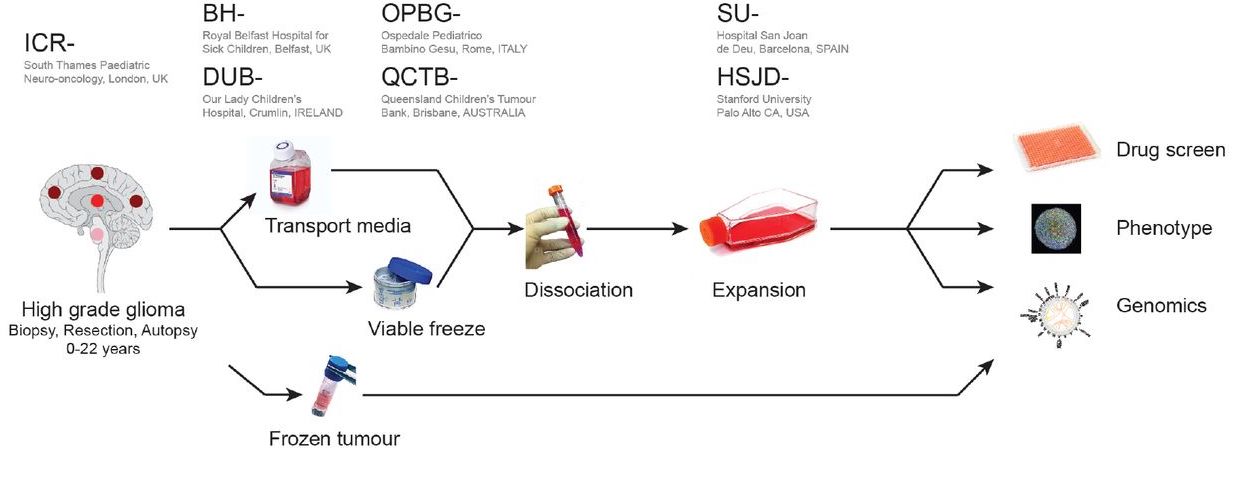 ICR-
South Thames Paediatric
Neuro-oncology, London, UK
BH-
Royal Belfast Hospital for
Sick Children, Belfast, UK
DUB-
Our Lady Children's
Hospital, Crumlin, IRELAND
OPBG-
Ospedale Pediatrico
Bambino Gesu, Rome, ITALY
QCTB-
Queensland Children's Tumour
Bank, Brisbane, AUSTRALIA
SU-
Hospital San Joan
de Deu, Barcelona, SPAIN
HSJD-
Stanford University
Palo Alto CA, USA
High grade glioma
Biopsy, Resection, Autopsy
0-22 years
Transport media
Viable freeze
Frozen tumour
Dissociation
Expansion
Drug screen
Phenotype
Genomics